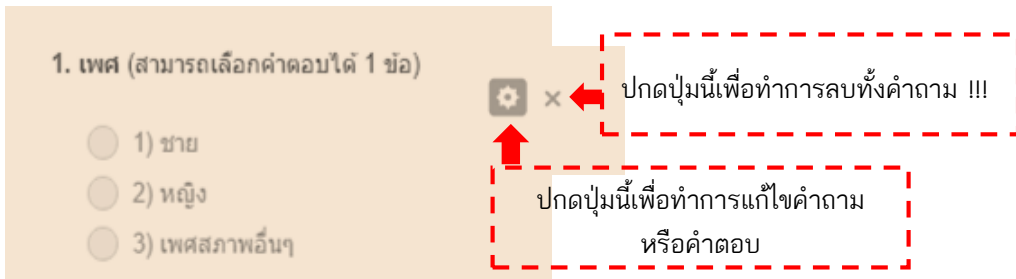 1. เพศ (สามารถเลือกคำตอบได้ 1 ข้อ)
ปกดปุ่มนี้เพื่อทำการลบทั้งคำถาม !!!
1) ชาย
2) หญิง
ปกดปุ่มนี้เพื่อทำการแก้ไขคำถาม
หรือคำตอบ
3) เพศสภาพอื่นๆ